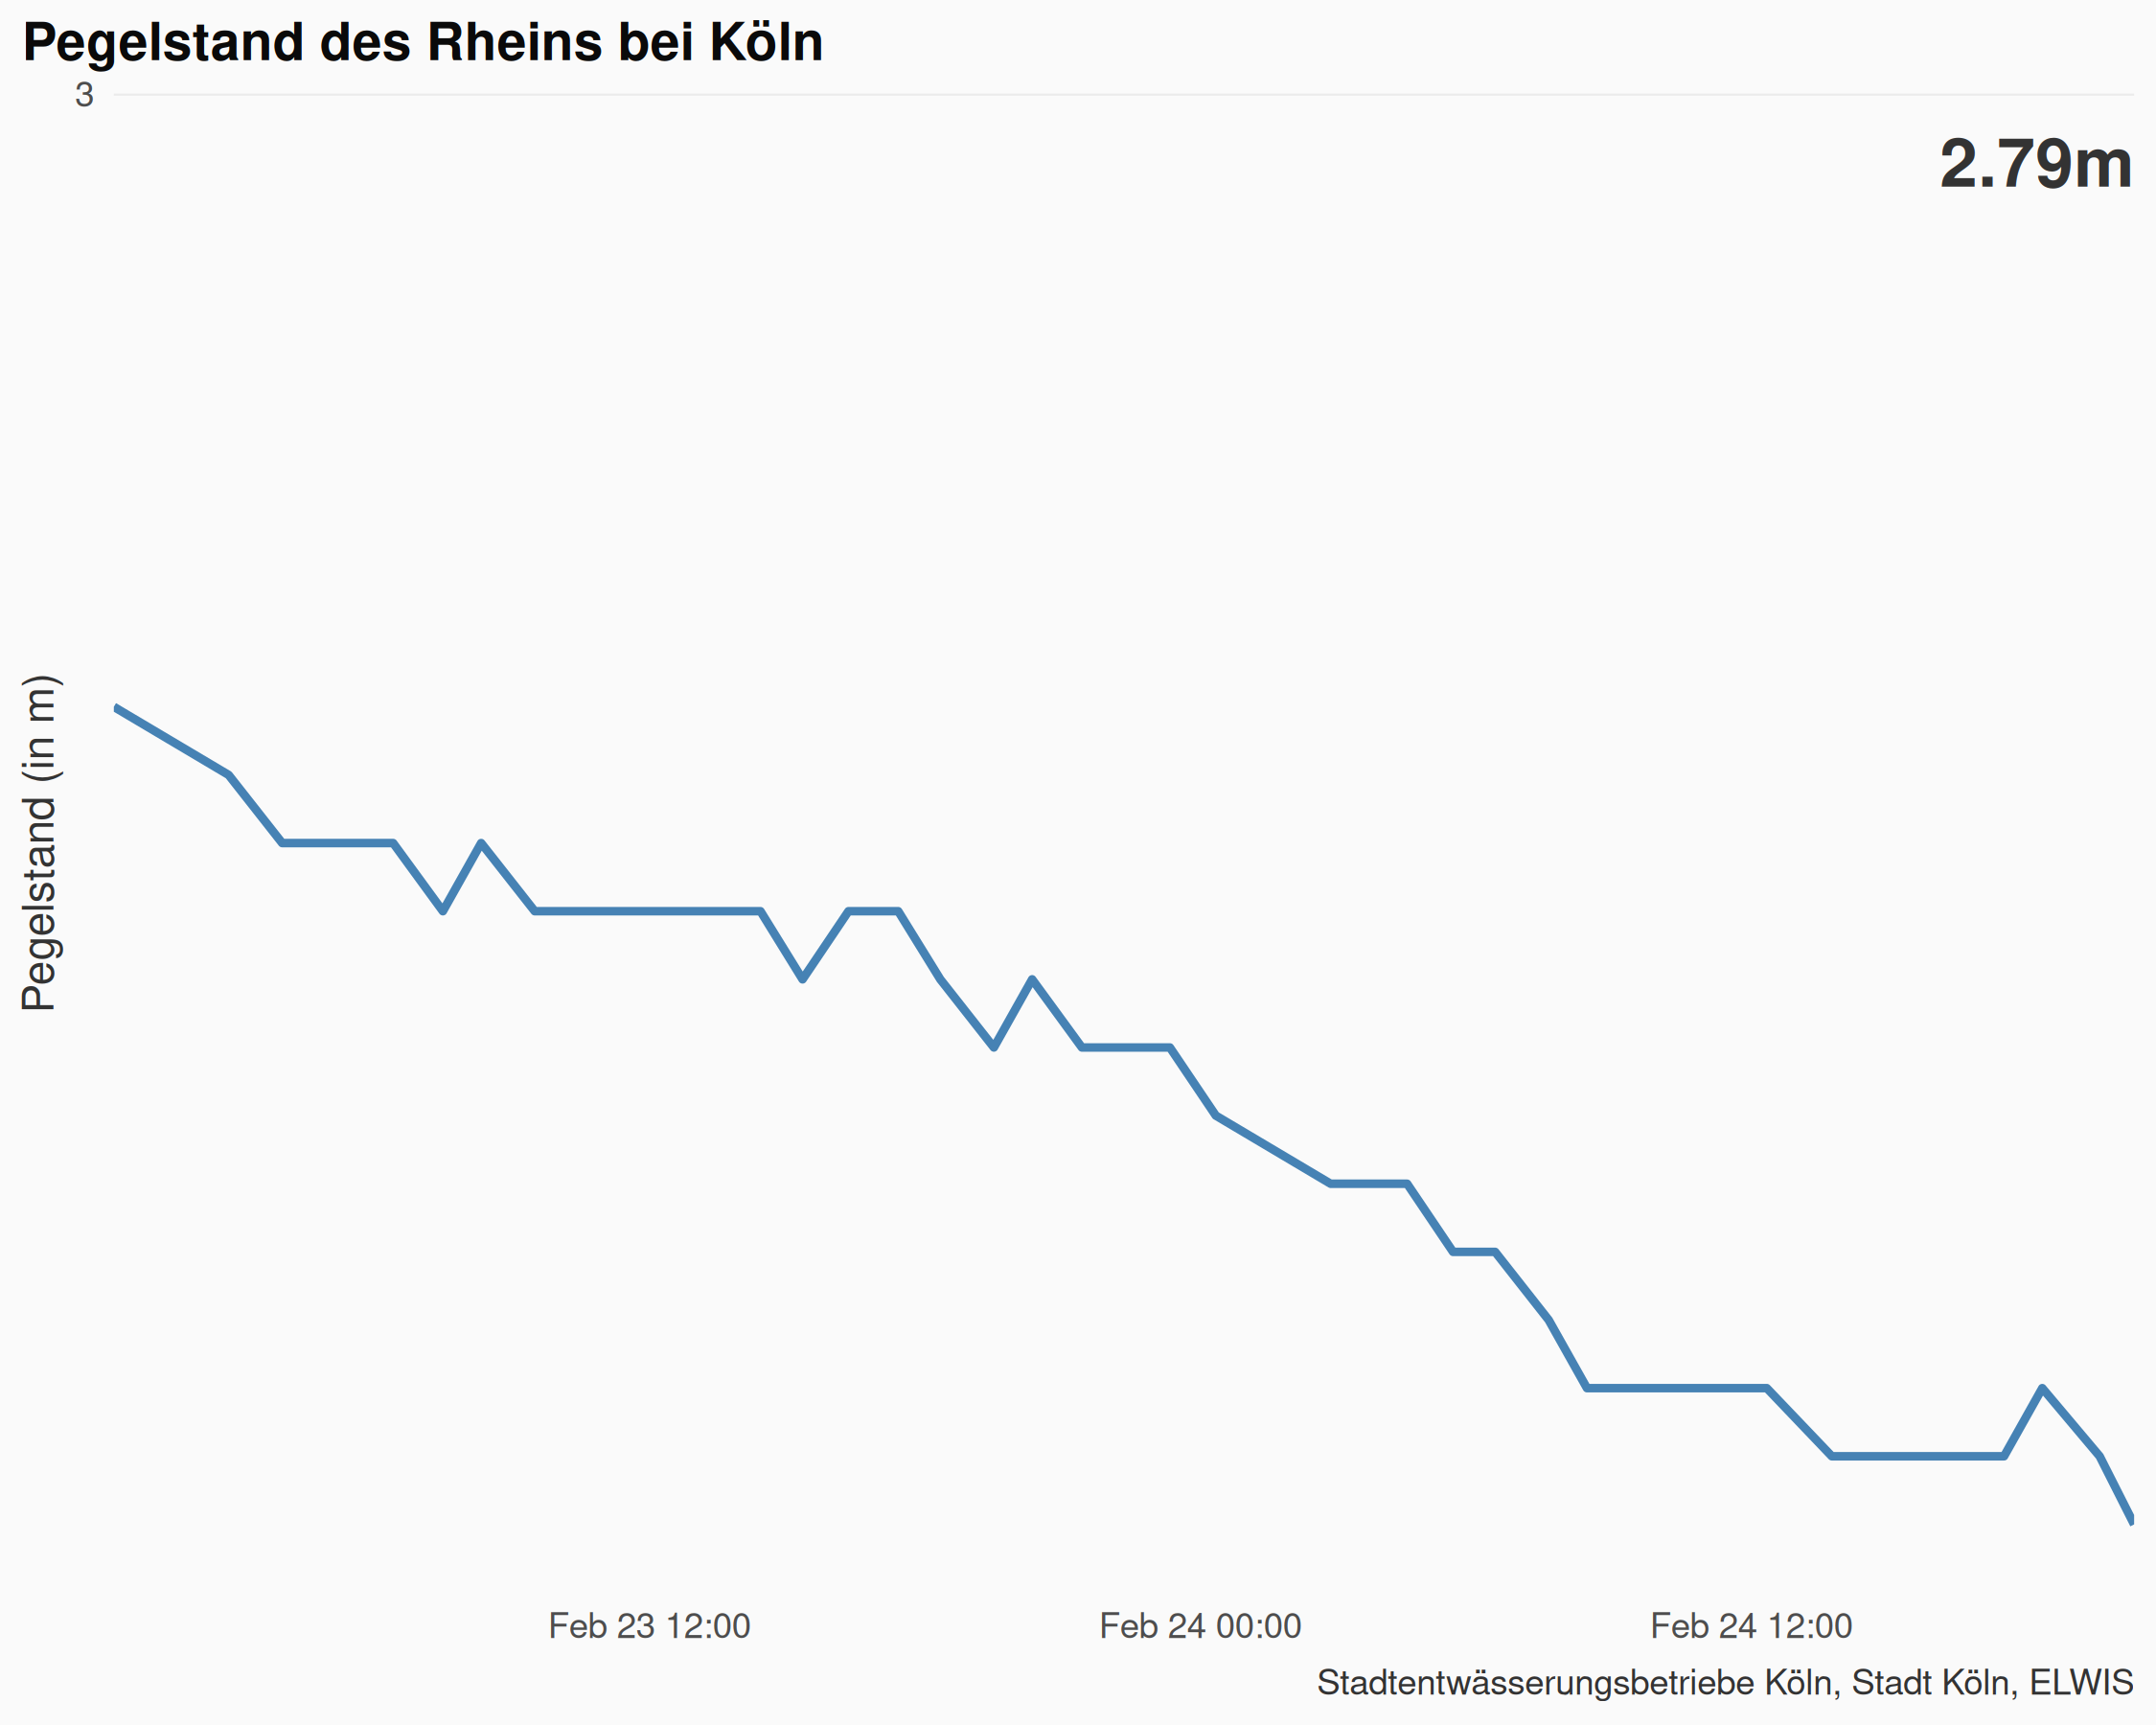 Pegelstand des Rheins bei Köln
3
2.79m
Pegelstand (in m)
Feb 23 12:00
Feb 24 00:00
Feb 24 12:00
Stadtentwässerungsbetriebe Köln, Stadt Köln, ELWIS